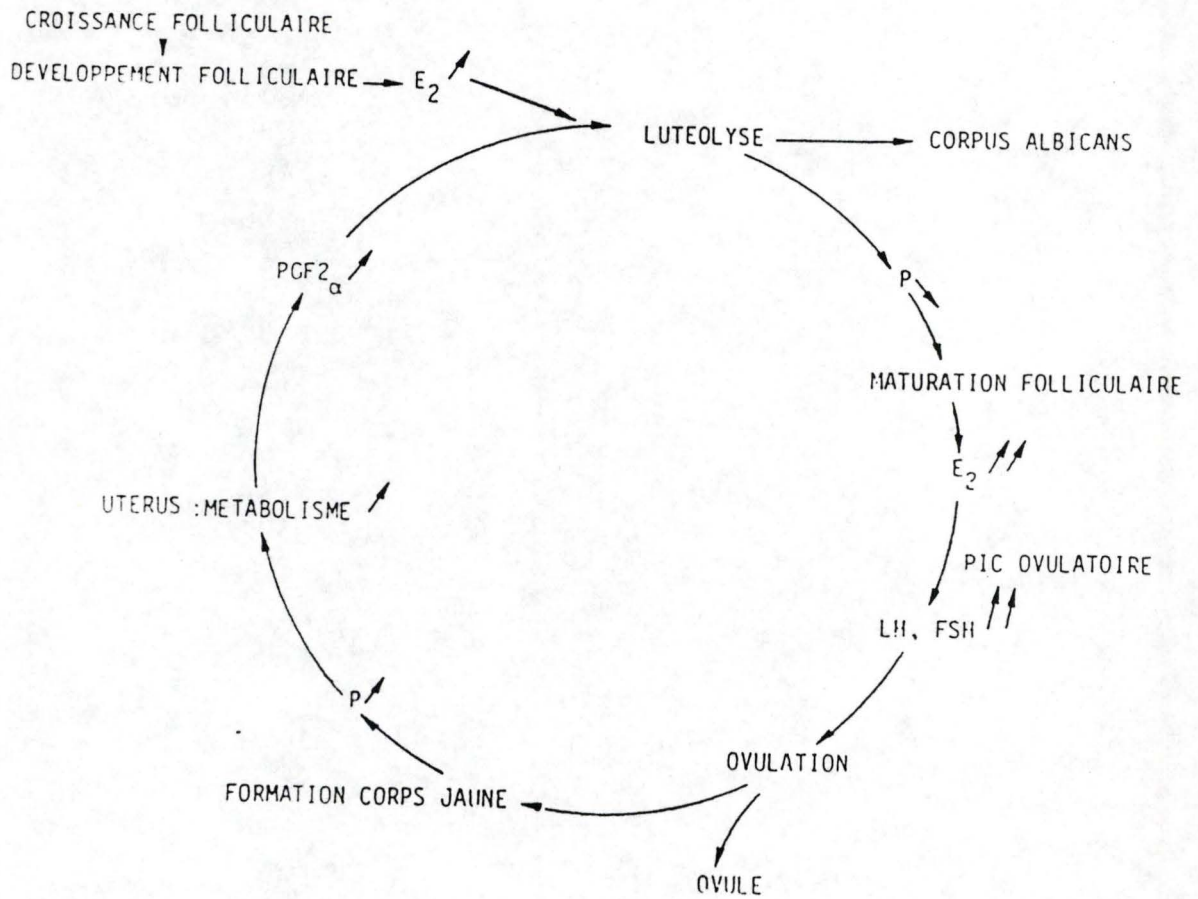 CROISSANCE FOLLICULAIRE
DEVELOPPEMENT FOLLICULAIRE → E₂ ↗
LUTEOLYSE → CORPUS ALBICANS
PGF2α ↗
P ↘
MATURATION FOLLICULAIRE
E₂ ↗↗
UTERUS :METABOLISME ↗
PIC OVULATOIRE
LH, FSH ↗↗
P ↗
OVULATION
FORMATION CORPS JAUNE
OVULE